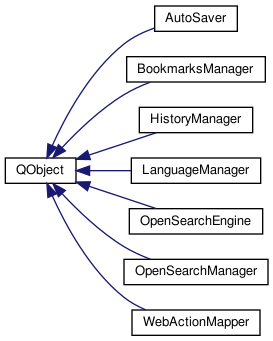 AutoSaver
BookmarksManager
HistoryManager
QObject
LanguageManager
OpenSearchEngine
OpenSearchManager
WebActionMapper